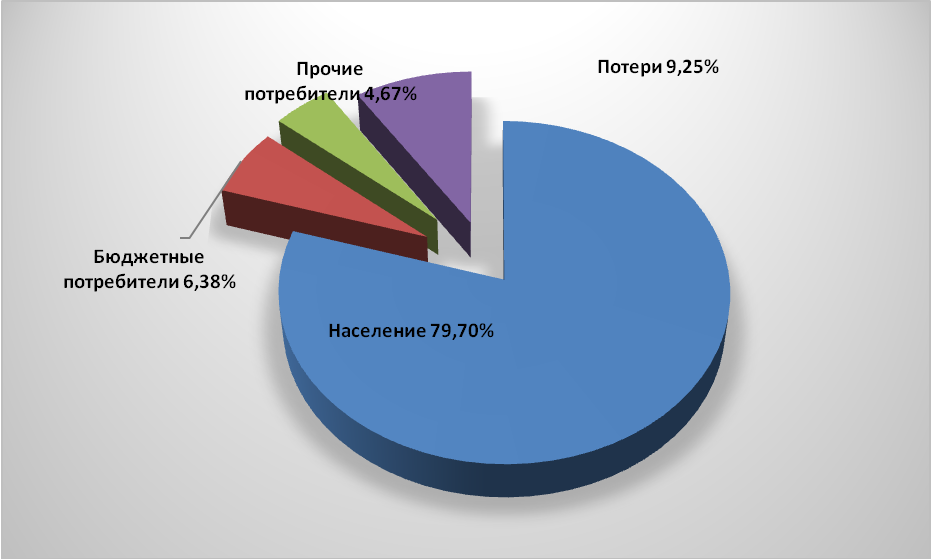 Прочие
потребители 4,67%
Потери 9,25%
Бюджетные
потребители 6,38%
Население 79,70%